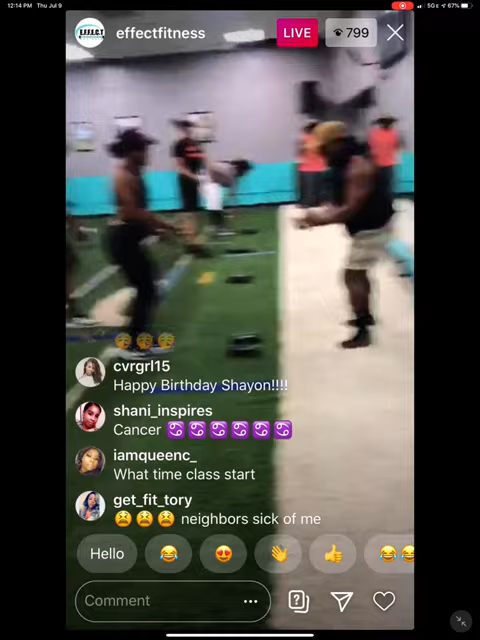 12:14 PM Thu Jul 9
5G E 67%
EFFECT
effectfitness
LIVE
799
cvrgrl15
Happy Birthday Shayon!!!!
shani_inspires
Cancer ♋♋♋♋♋♋
iamqueenc_
What time class start
get_fit_tory
😫😫😫 neighbors sick of me
Hello
Comment